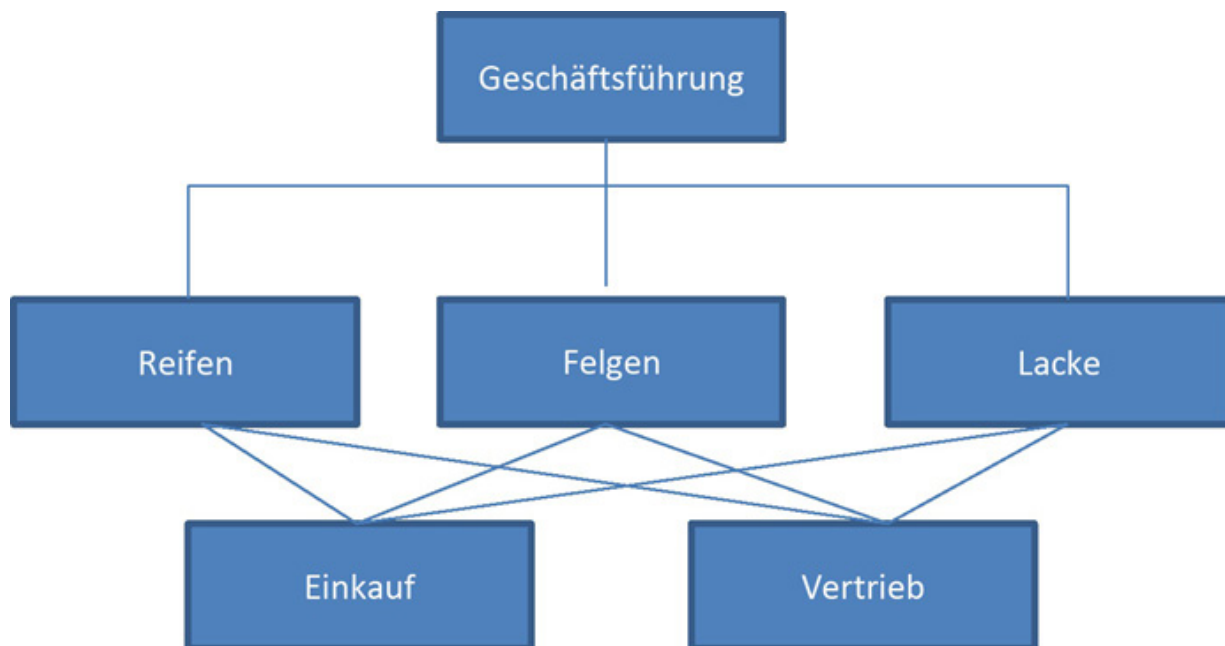 Geschäftsführung
Reifen
Felgen
Lacke
Einkauf
Vertrieb